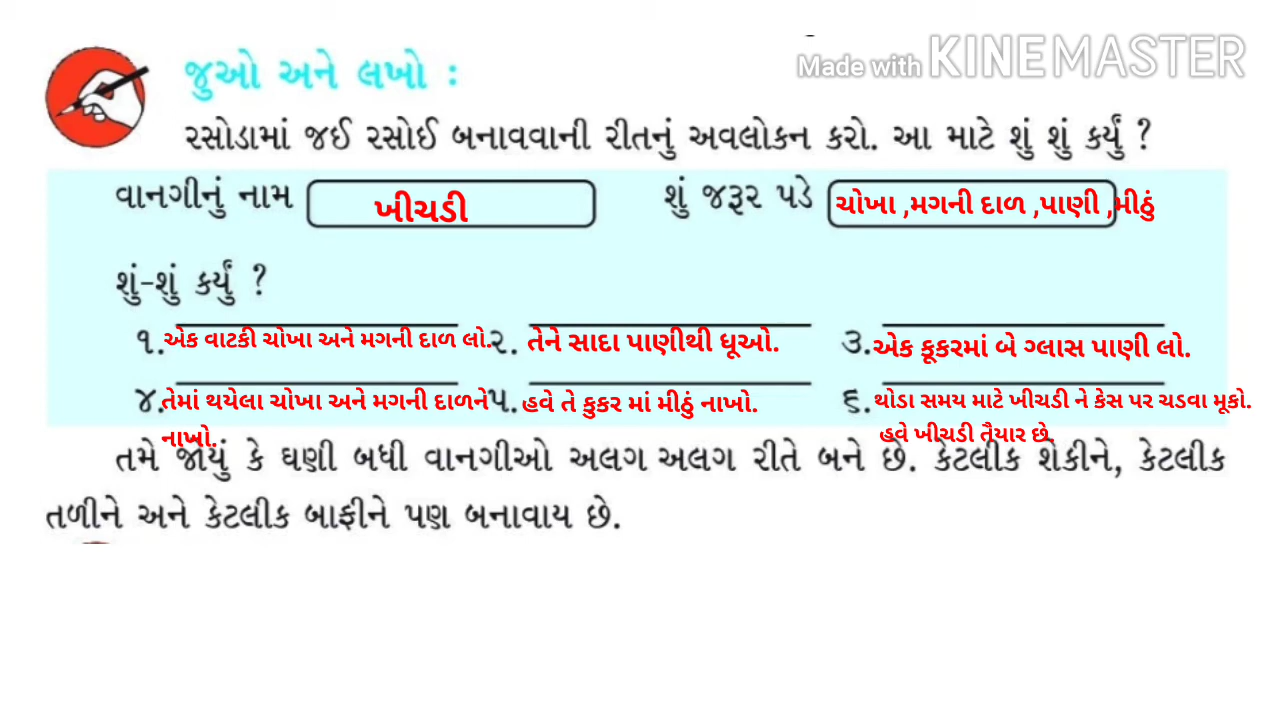 Made with KINEMASTER
જુઓ અને લખો :
રસોડામાં જઈ રસોઈ બનાવવાની રીતનું અવલોકન કરો. આ માટે શું શું કર્યું ?
વાનગીનું નામ ખીચડી શું જરૂર પડે ચોખા ,મગની દાળ ,પાણી ,મીઠું
શું-શું કર્યું ?
૧. એક વાટકી ચોખા અને મગની દાળ લો. ૨. તેને સાદા પાણીથી ધૂઓ. ૩. એક કૂકરમાં બે ગ્લાસ પાણી લો.
૪. તેમાં થયેલા ચોખા અને મગની દાળને ૫. હવે તે કુકર માં મીઠું નાખો. ૬. થોડા સમય માટે ખીચડી ને કેસ પર ચડવા મૂકો.
નાખો. હવે ખીચડી તૈયાર છે.
તમે જોયું કે ઘણી બધી વાનગીઓ અલગ અલગ રીતે બને છે. કેટલીક શેકીને, કેટલીક
તળીને અને કેટલીક બાફીને પણ બનાવાય છે.